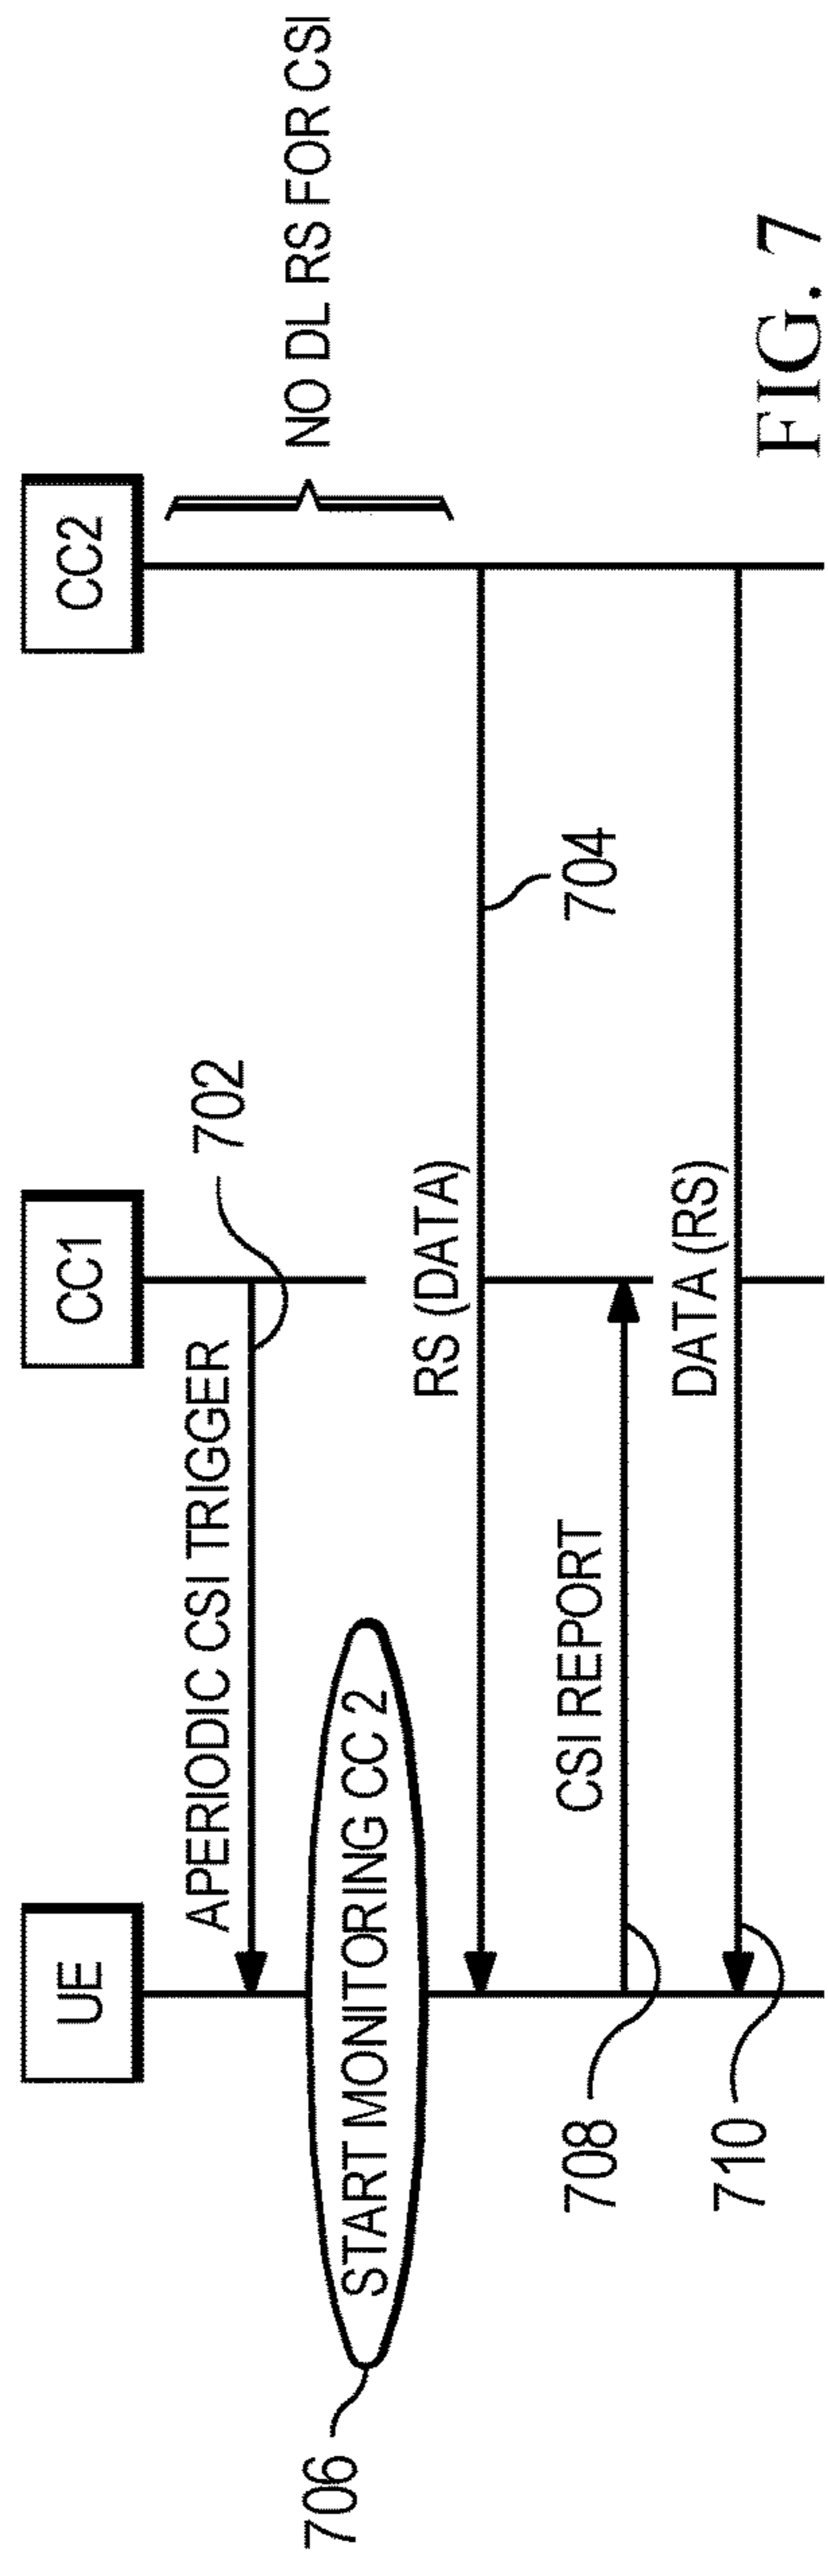 UE
CC1
CC2
APERIODIC CSI TRIGGER
702
NO DL RS FOR CSI
706
START MONITORING CC 2
RS (DATA)
704
708
CSI REPORT
710
DATA (RS)
FIG. 7